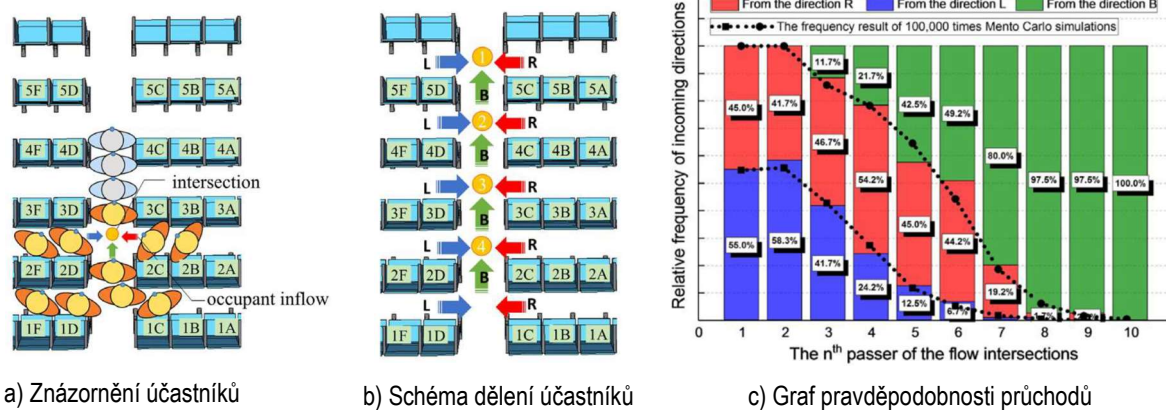 5F 5D 5C 5B 5A
4F 4D 4C 4B 4A
intersection
3F 3D 3C 3B 3A
2F 2D 2C 2B 2A
occupant inflow
1F 1D 1C 1B 1A
a) Znázornění účastníků
1
L R
B
5F 5D 5C 5B 5A
2
L R
B
4F 4D 4C 4B 4A
3
L R
B
3F 3D 3C 3B 3A
4
L R
B
2F 2D 2C 2B 2A
L R
1F 1D 1C 1B 1A
b) Schéma dělení účastníků
From the direction R From the direction L From the direction B
The frequency result of 100,000 times Mento Carlo simulations
Relative frequency of incoming directions
45.0% 41.7% 11.7% 21.7% 42.5% 49.2%
46.7% 54.2% 45.0% 44.2% 80.0% 97.5% 97.5% 100.0%
55.0% 58.3% 41.7% 24.2% 12.5% 6.7% 19.2%
0 1 2 3 4 5 6 7 8 9 10
The nth passer of the flow intersections
c) Graf pravděpodobnosti průchodů